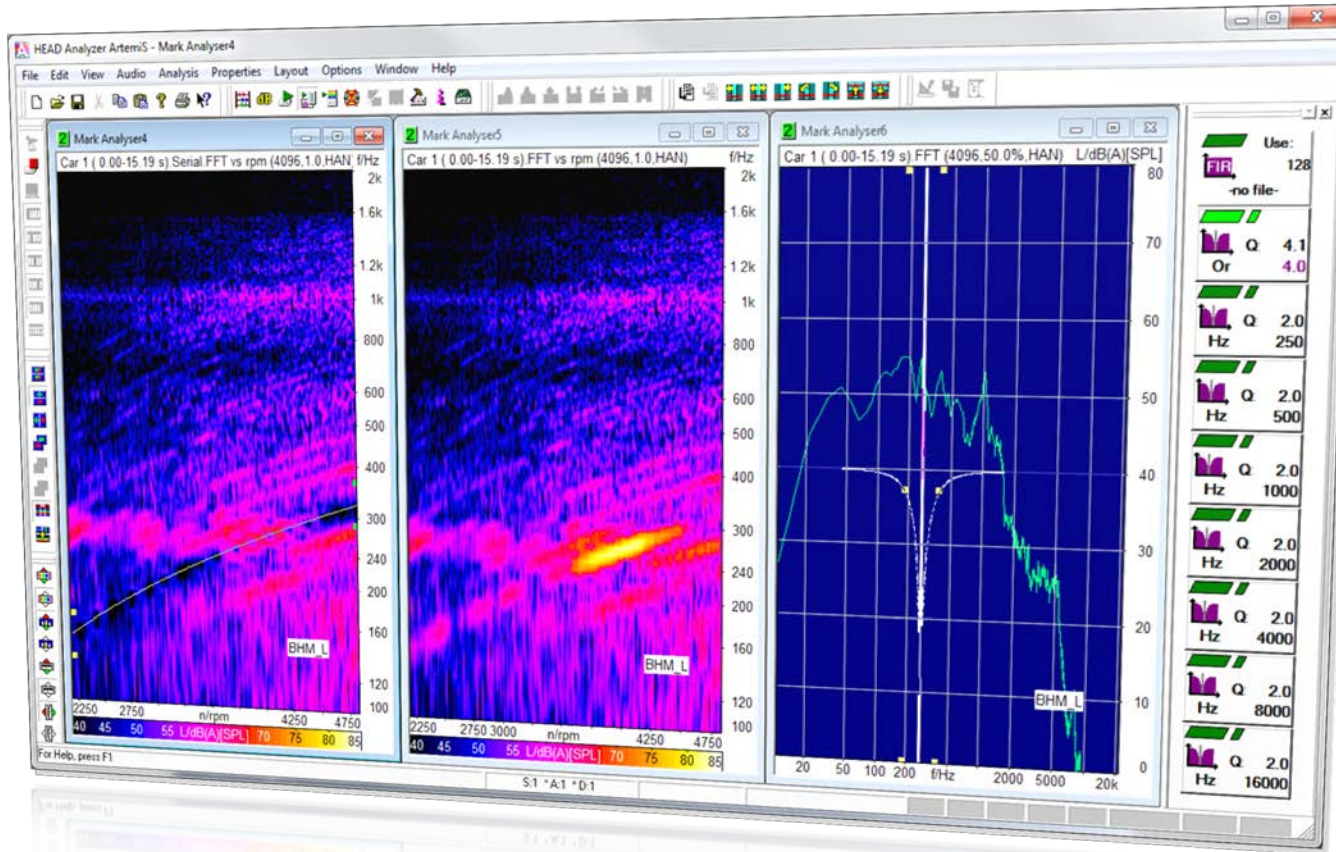 HEAD Analyzer ArtemiS - Mark Analyser4
File Edit View Audio Analysis Properties Layout Options Window Help
2 Mark Analyser4
Car 1 ( 0.00-15.19 s).Serial.FFT vs rpm (4096,1.0,HAN) f/Hz
2k
1.6k
1.2k
1k
800
600
500
400
300
240
200
160
120
100
BHM_L
2250 2750 n/rpm 4250 4750
40 45 50 55 L/dB(A)[SPL] 70 75 80 85
2 Mark Analyser5
Car 1 ( 0.00-15.19 s).FFT vs rpm (4096,1.0,HAN) f/Hz
2k
1.6k
1.2k
1k
800
600
500
400
300
240
200
160
120
100
BHM_L
2250 2750 3000 n/rpm 4250 4750
40 45 50 55 L/dB(A)[SPL] 70 75 80 85
2 Mark Analyser6
Car 1 ( 0.00-15.19 s).FFT (4096,50.0%,HAN) L/dB(A)[SPL]
80
70
60
50
40
30
20
10
0
BHM_L
20 50 100 200 f/Hz 2000 5000 20k
Use:
FIR 128
-no file-
Q: 4.1
Or 4.0
Q: 2.0
Hz 250
Q: 2.0
Hz 500
Q: 2.0
Hz 1000
Q: 2.0
Hz 2000
Q: 2.0
Hz 4000
Q: 2.0
Hz 8000
Q: 2.0
Hz 16000
For Help, press F1
S:1 *A:1 *D:1